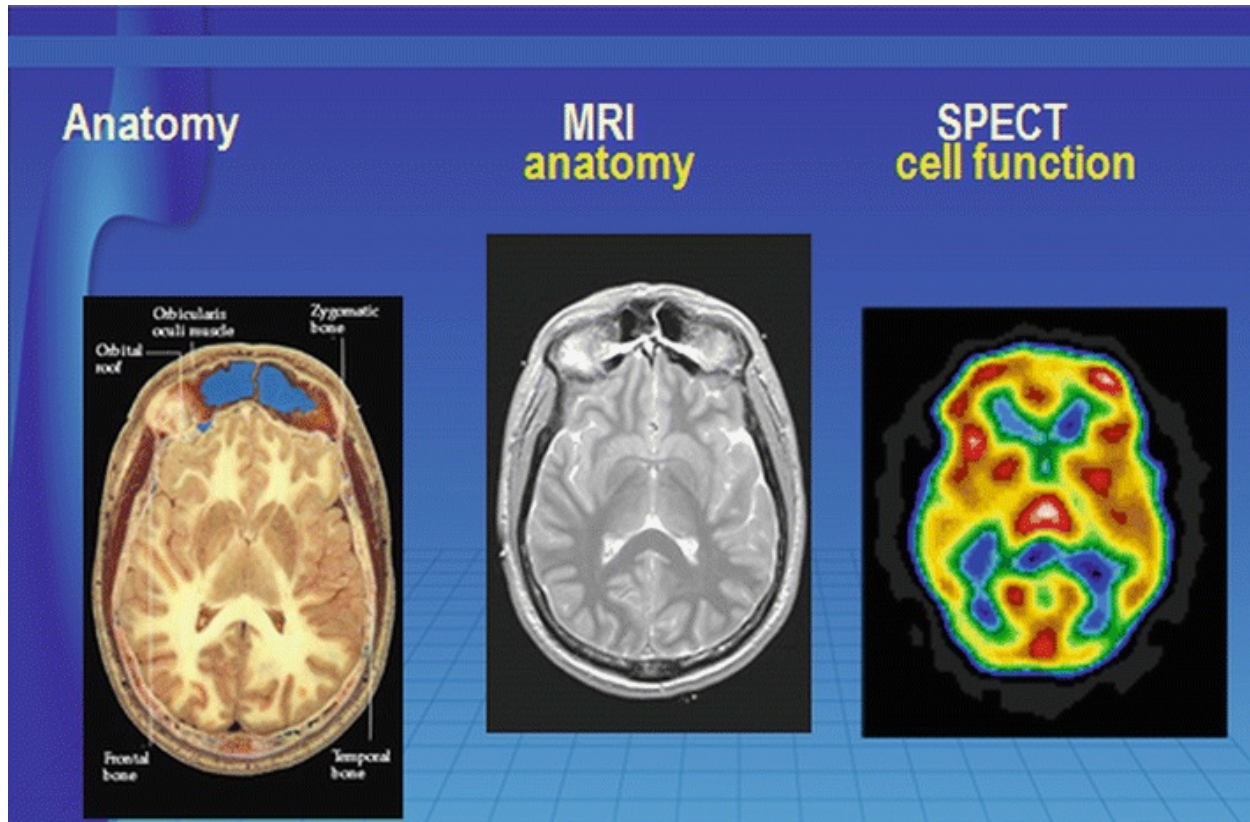 Anatomy
MRI
anatomy
SPECT
cell function
Orbicularis
oculi muscle
Zygomatic
bone
Orbital
roof
Frontal
bone
Temporal
bone